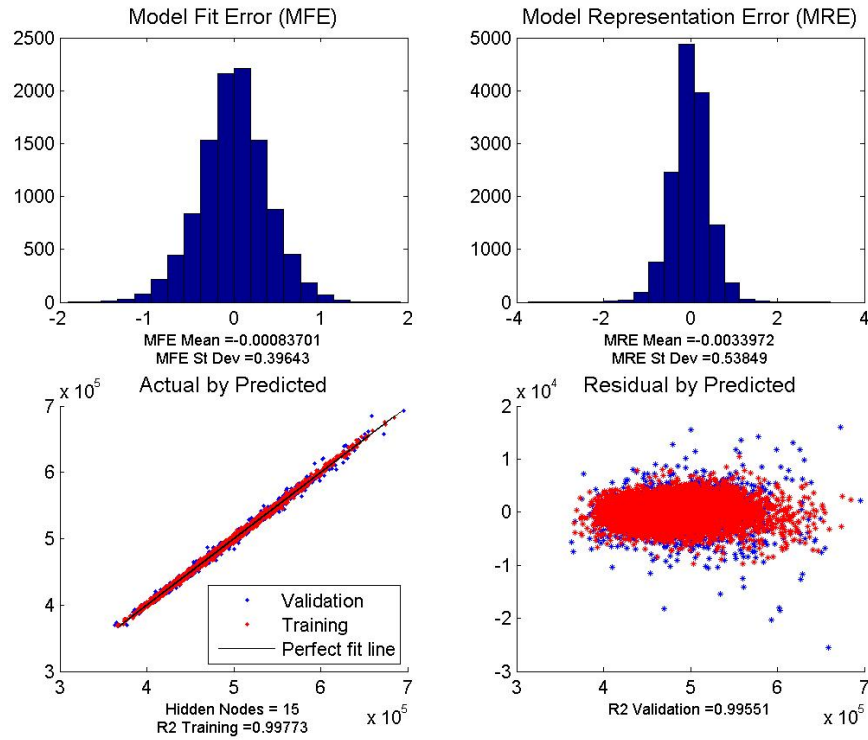 Model Fit Error (MFE)
2500
2000
1500
1000
500
0
-2
-1
0
1
2
MFE Mean =-0.00083701
MFE St Dev =0.39643
Model Representation Error (MRE)
5000
4000
3000
2000
1000
0
-4
-2
0
2
4
MRE Mean =-0.0033972
MRE St Dev =0.53849
x 10^5
Actual by Predicted
7
6
5
4
3
3
4
5
6
7
x 10^5
Validation
Training
Perfect fit line
Hidden Nodes = 15
R2 Training =0.99773
x 10^4
Residual by Predicted
2
1
0
-1
-2
-3
3
4
5
6
7
x 10^5
R2 Validation =0.99551